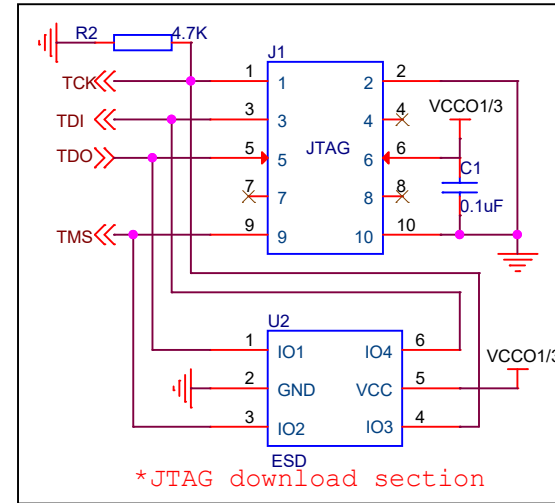 R2 4.7K
J1
TCK 1 1 2 2
VCCO1/3
TDI 3 3 4 4
TDO 5 5 JTAG 6 6
C1
7 7 8 8
0.1uF
TMS 9 9 10 10
U2
1 IO1 IO4 6
VCCO1/3
2 GND VCC 5
3 IO2 IO3 4
ESD
*JTAG download section